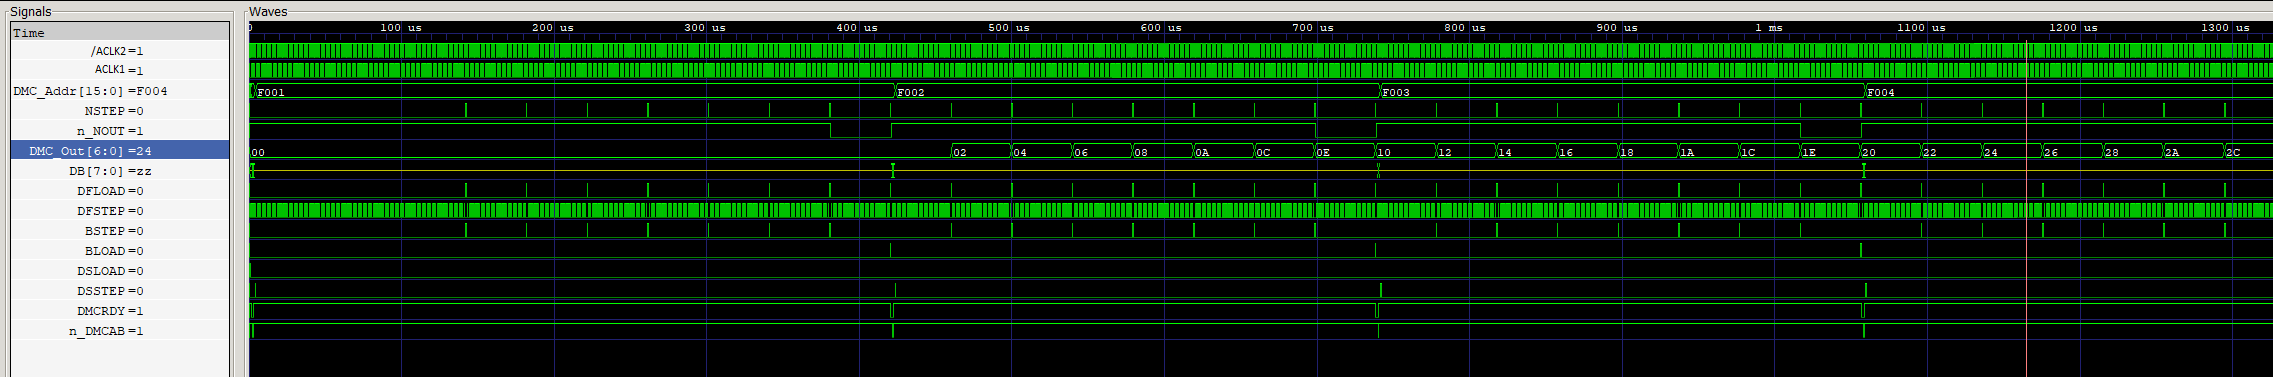 Signals
Waves
Time
0 100 us 200 us 300 us 400 us 500 us 600 us 700 us 800 us 900 us 1 ms 1100 us 1200 us 1300 us
/ACLK2=1
ACLK1=1
DMC_Addr[15:0]=F004 F001 F002 F003 F004
NSTEP=0
n_NOUT=1
DMC_Out[6:0]=24 00 02 04 06 08 0A 0C 0E 10 12 14 16 18 1A 1C 1E 20 22 24 26 28 2A 2C
DB[7:0]=zz
DFLOAD=0
DFSTEP=0
BSTEP=0
BLOAD=0
DSLOAD=0
DSSTEP=0
DMCRDY=1
n_DMCAB=1